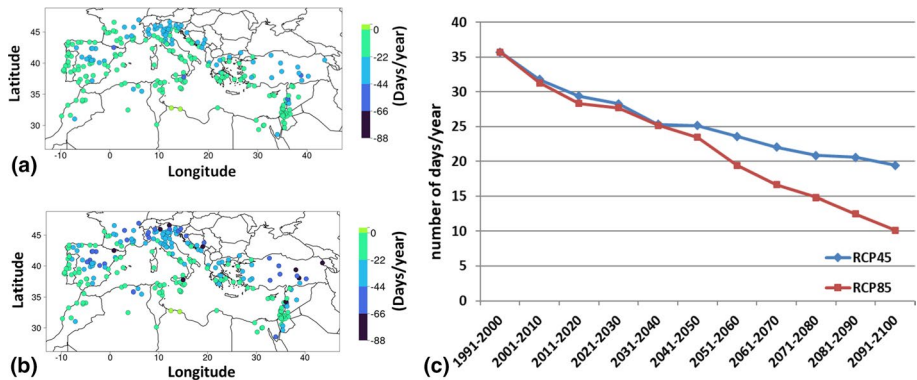 45
40
35
30
-10 0 10 20 30 40
Latitude
Longitude
0
-22
-44
-66
-88
(Days/year)
(a)
45
40
35
30
-10 0 10 20 30 40
Latitude
Longitude
0
-22
-44
-66
-88
(Days/year)
(b)
40
35
30
25
20
15
10
5
0
number of days/year
RCP45
RCP85
1991-2000
2001-2010
2011-2020
2021-2030
2031-2040
2041-2050
2051-2060
2061-2070
2071-2080
2081-2090
2091-2100
(c)